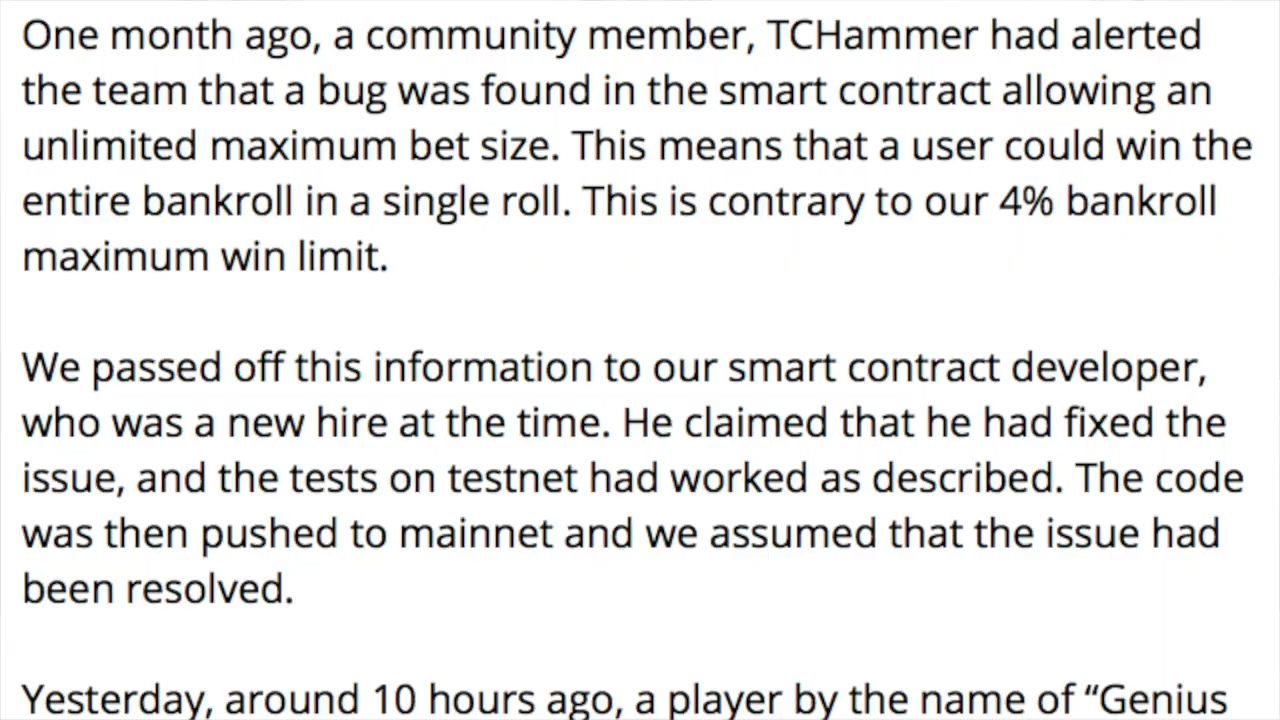 One month ago, a community member, TCHammer had alerted
the team that a bug was found in the smart contract allowing an
unlimited maximum bet size. This means that a user could win the
entire bankroll in a single roll. This is contrary to our 4% bankroll
maximum win limit.
We passed off this information to our smart contract developer,
who was a new hire at the time. He claimed that he had fixed the
issue, and the tests on testnet had worked as described. The code
was then pushed to mainnet and we assumed that the issue had
been resolved.
Yesterday, around 10 hours ago, a player by the name of “Genius